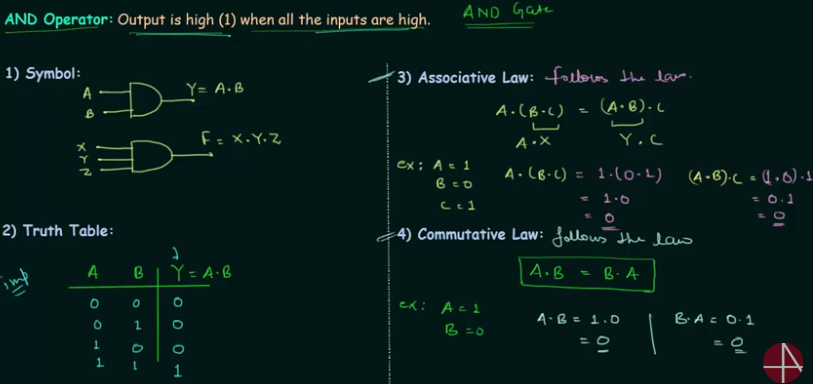 AND Operator: Output is high (1) when all the inputs are high.
AND Gate
1) Symbol:
A
B
Y = A·B
X
Y
Z
F = X·Y·Z
2) Truth Table:
imp
A B Y = A·B
0 0 0
0 1 0
1 0 0
1 1 1
3) Associative Law: follows the law.
A·(B·C) = (A·B)·C
A·X Y·C
ex: A = 1
B = 0
C = 1
A·(B·C) = 1·(0·1)
= 1·0
= 0
(A·B)·C = (1·0)·1
= 0·1
= 0
4) Commutative Law: follows the law
A·B = B·A
ex: A = 1
B = 0
A·B = 1·0
= 0
B·A = 0·1
= 0